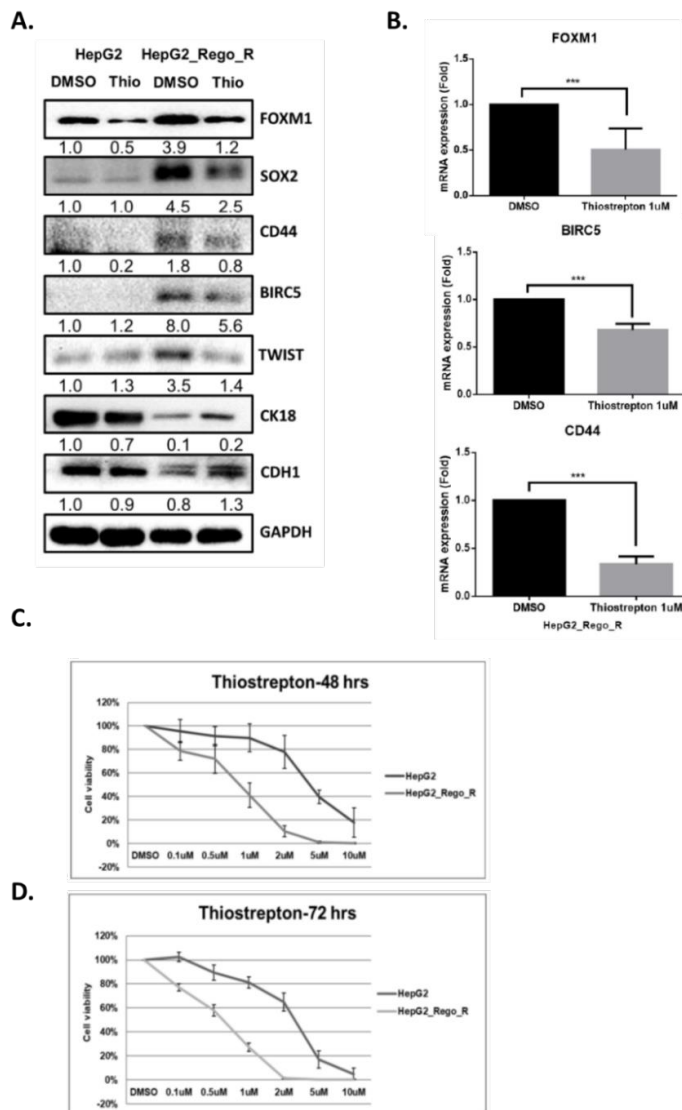 A.
HepG2 HepG2_Rego_R
DMSO Thio DMSO Thio
FOXM1
1.0 0.5 3.9 1.2
SOX2
1.0 1.0 4.5 2.5
CD44
1.0 0.2 1.8 0.8
BIRC5
1.0 1.2 8.0 5.6
TWIST
1.0 1.3 3.5 1.4
CK18
1.0 0.7 0.1 0.2
CDH1
1.0 0.9 0.8 1.3
GAPDH
B.
FOXM1
mRNA expression (Fold)
1.5
1.0
0.5
0.0
***
DMSO Thiostrepton 1uM
BIRC5
mRNA expression (Fold)
1.5
1.0
0.5
0.0
***
DMSO Thiostrepton 1uM
CD44
mRNA expression (Fold)
1.5
1.0
0.5
0.0
***
DMSO Thiostrepton 1uM
HepG2_Rego_R
C.
Thiostrepton-48 hrs
Cell viability
120%
100%
80%
60%
40%
20%
0%
-20%
DMSO 0.1uM 0.5uM 1uM 2uM 5uM 10uM
HepG2
HepG2_Rego_R
D.
Thiostrepton-72 hrs
Cell viability
120%
100%
80%
60%
40%
20%
0%
-20%
DMSO 0.1uM 0.5uM 1uM 2uM 5uM 10uM
HepG2
HepG2_Rego_R